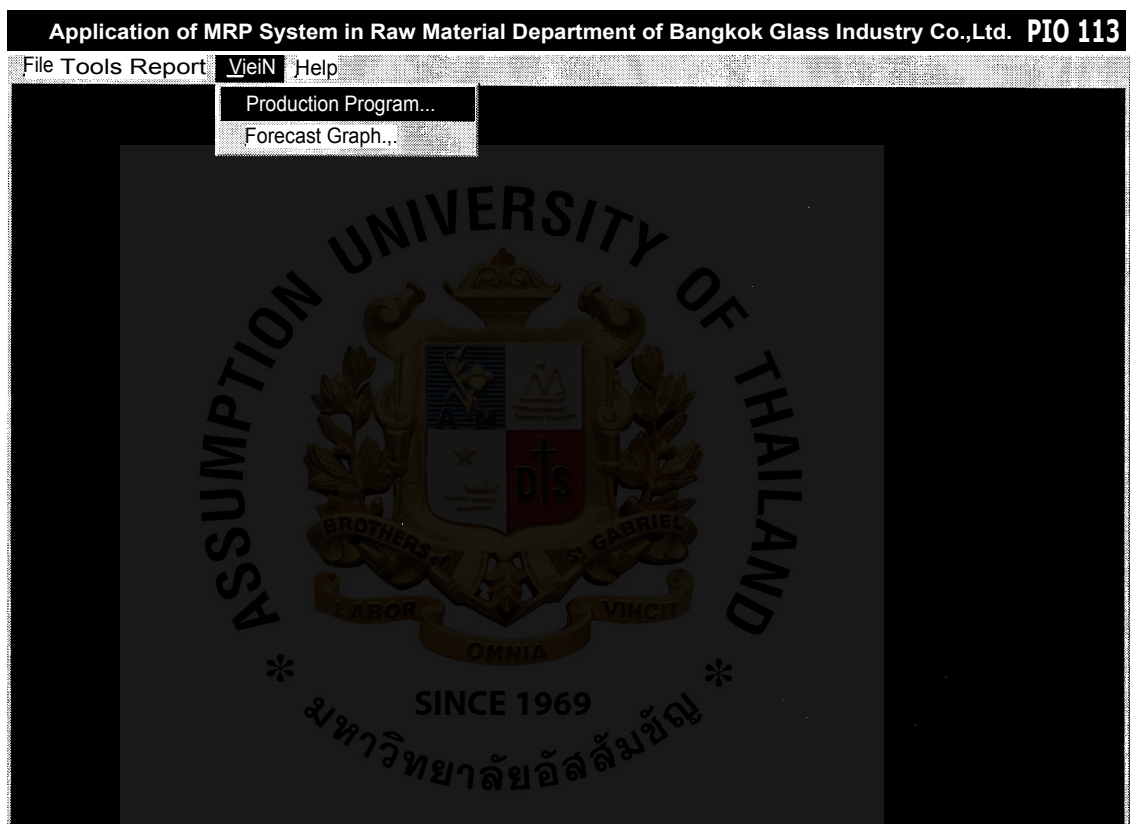 Application of MRP System in Raw Material Department of Bangkok Glass Industry Co.,Ltd. PIO 113
File Tools Report VieiN Help
Production Program...
Forecast Graph.,.
ASSUMPTION UNIVERSITY OF THAILAND
A M
D S
BROTHERS of St GABRIEL
LABOR
VINCIT
OMNIA
SINCE 1969
มหาวิทยาลัยอัสสัมชัญ